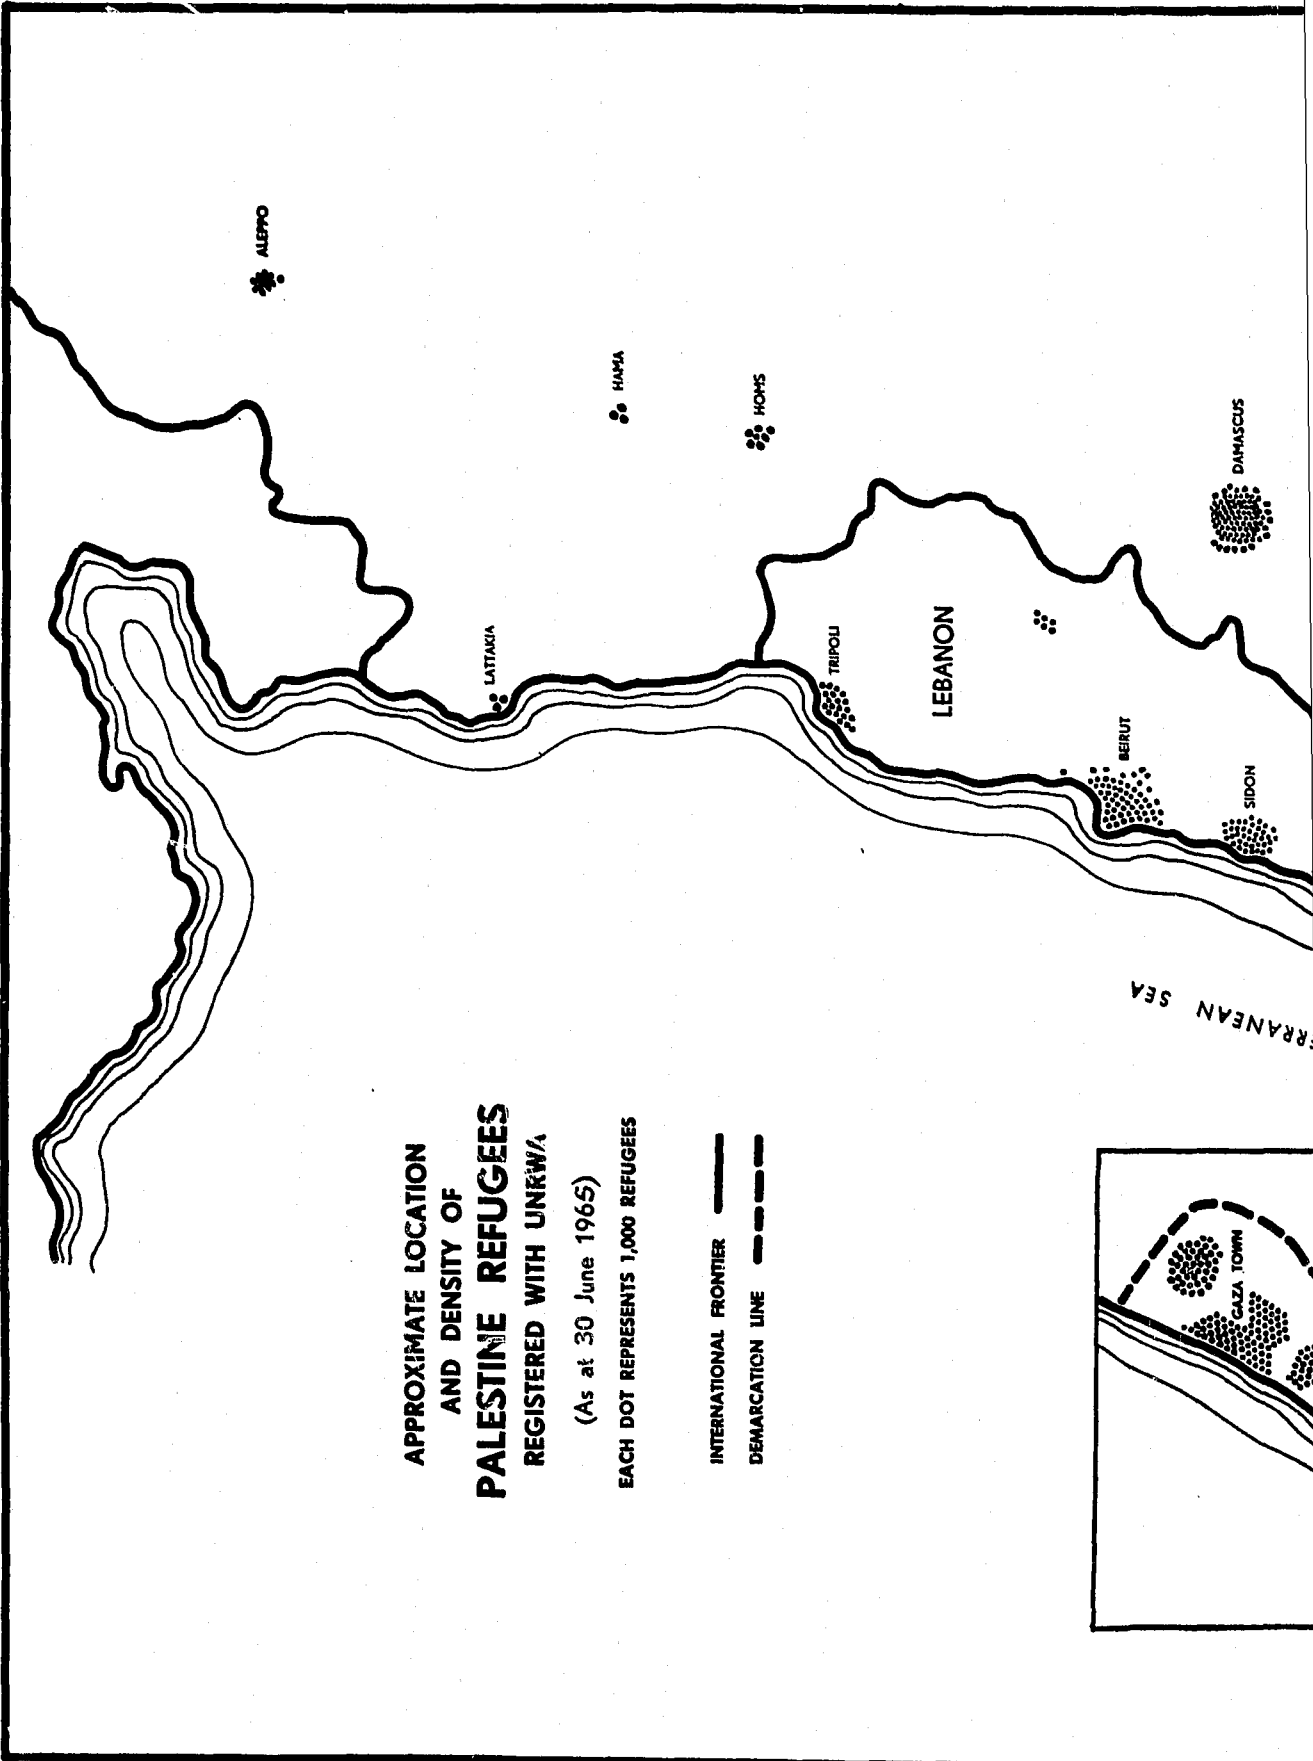 APPROXIMATE LOCATION
AND DENSITY OF
PALESTINE REFUGEES
REGISTERED WITH UNRWA
(As at 30 June 1965)
EACH DOT REPRESENTS 1,000 REFUGEES
INTERNATIONAL FRONTIER
DEMARCATION LINE
ALEPPO
HAMA
HOMS
DAMASCUS
LATTAKIA
TRIPOLI
LEBANON
BEIRUT
SIDON
RRANEAN SEA
GAZA TOWN